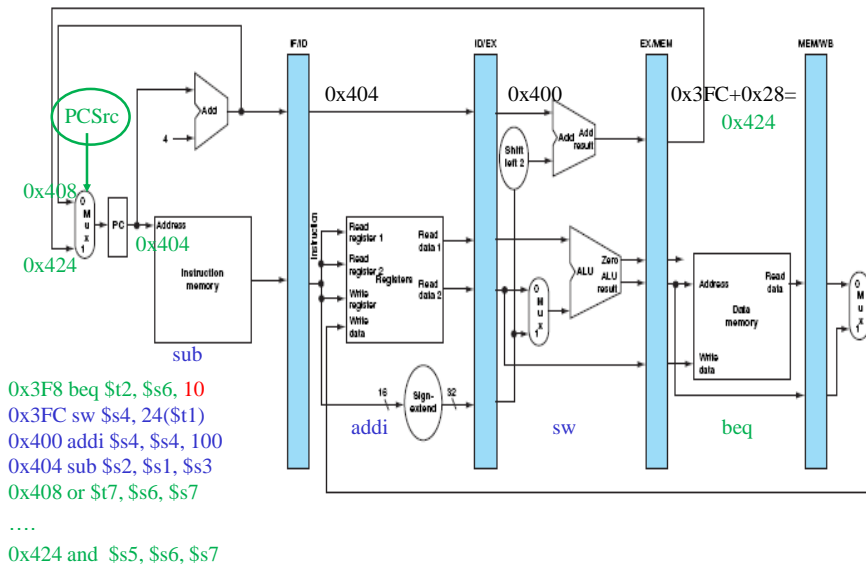 IF/ID
ID/EX
EX/MEM
MEM/WB
0x404
0x400
0x3FC+0x28=
0x424
PCSrc
Add
4
Shift
left 2
Add
Add
result
0x408
0
M
u
x
1
0x424
PC
0x404
Address
Instruction
memory
sub
Instruction
Read
register 1
Read
register 2
Write
register
Write
data
Registers
Read
data 1
Read
data 2
0
M
u
x
1
Zero
ALU
ALU
result
Address
Write
data
Data
memory
Read
data
0
M
u
x
1
16
Sign-
extend
32
addi
sw
beq
0x3F8 beq $t2, $s6, 10
0x3FC sw $s4, 24($t1)
0x400 addi $s4, $s4, 100
0x404 sub $s2, $s1, $s3
0x408 or $t7, $s6, $s7
….
0x424 and $s5, $s6, $s7